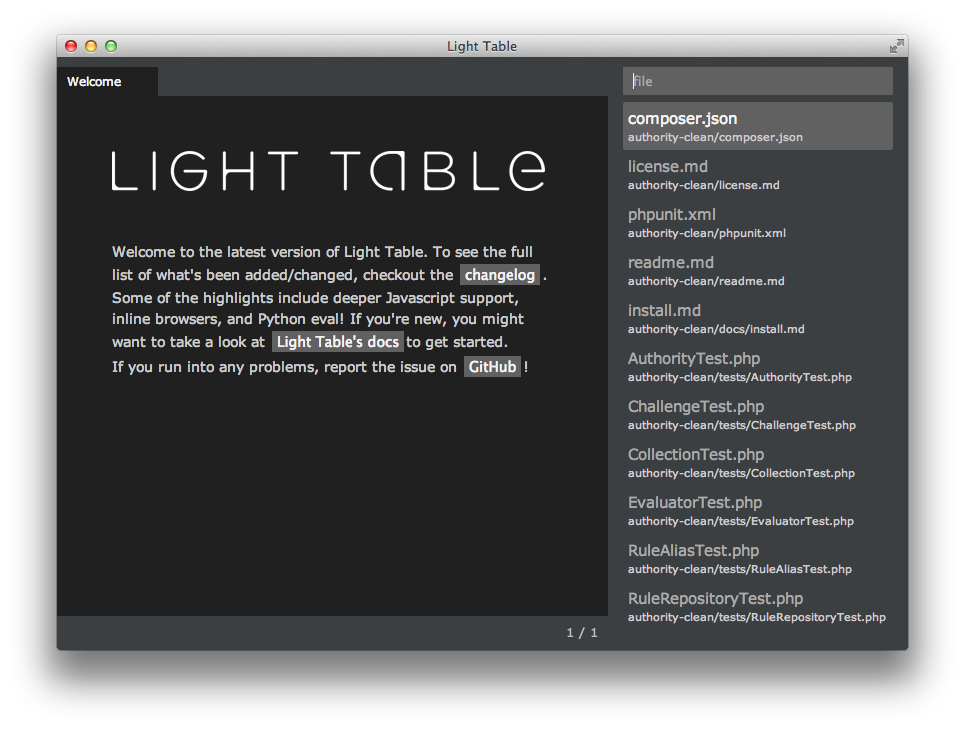 Light Table
Welcome
LIGHT TABLE
Welcome to the latest version of Light Table. To see the full
list of what's been added/changed, checkout the changelog .
Some of the highlights include deeper Javascript support,
inline browsers, and Python eval! If you're new, you might
want to take a look at Light Table's docs to get started.
If you run into any problems, report the issue on GitHub !
1 / 1
file
composer.json
authority-clean/composer.json
license.md
authority-clean/license.md
phpunit.xml
authority-clean/phpunit.xml
readme.md
authority-clean/readme.md
install.md
authority-clean/docs/install.md
AuthorityTest.php
authority-clean/tests/AuthorityTest.php
ChallengeTest.php
authority-clean/tests/ChallengeTest.php
CollectionTest.php
authority-clean/tests/CollectionTest.php
EvaluatorTest.php
authority-clean/tests/EvaluatorTest.php
RuleAliasTest.php
authority-clean/tests/RuleAliasTest.php
RuleRepositoryTest.php
authority-clean/tests/RuleRepositoryTest.php